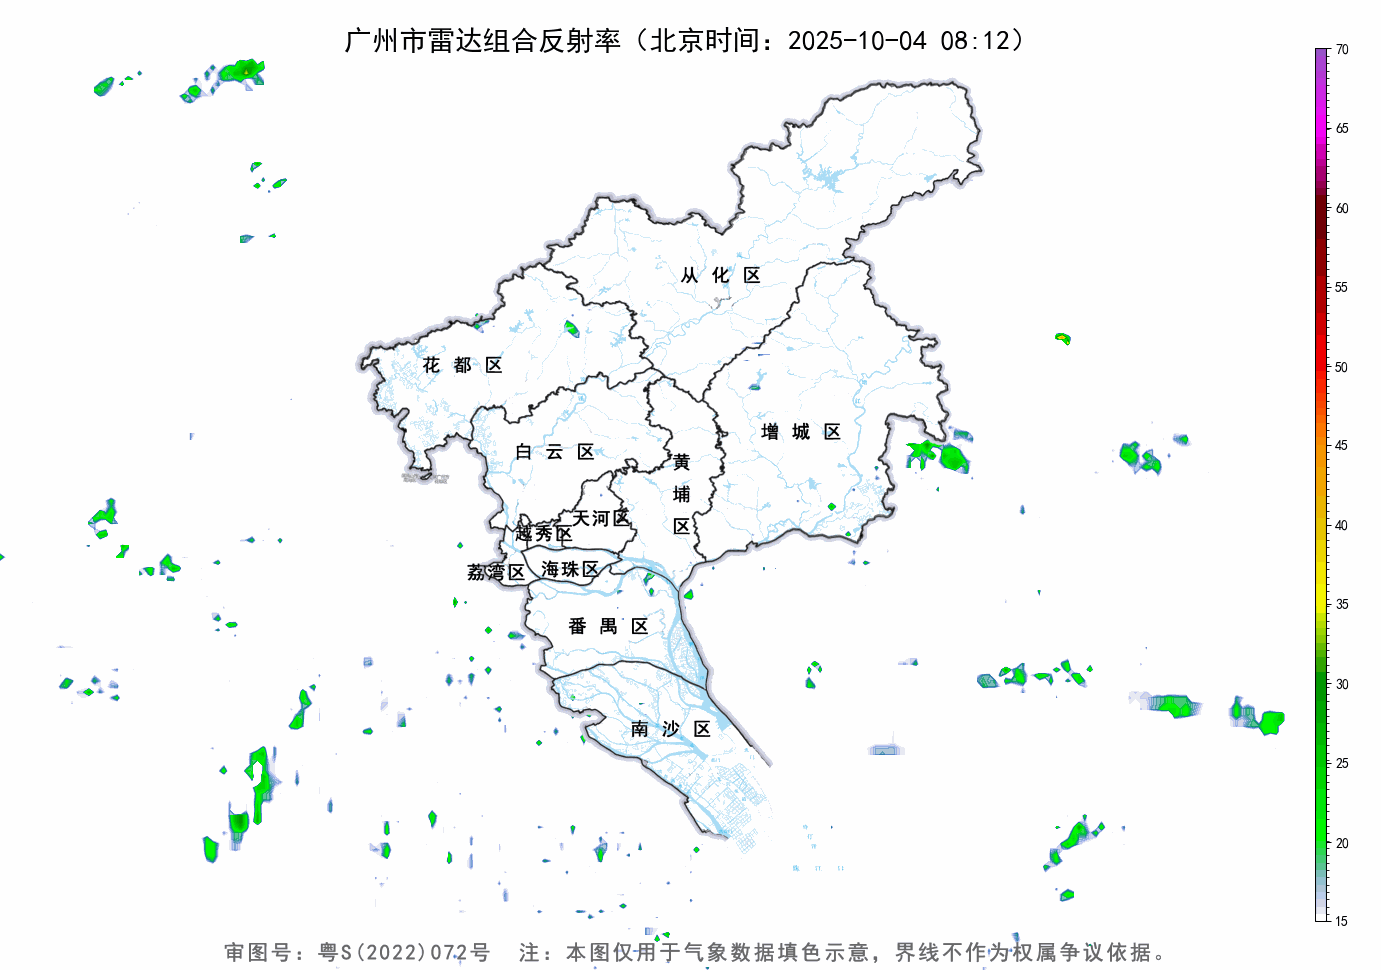 广州市雷达组合反射率（北京时间：2025-10-04 08:12）
70
65
60
55
50
45
40
35
30
25
20
15
从化区
花都区
增城区
白云区
黄埔区
天河区
越秀区
荔湾区
海珠区
番禺区
南沙区
审图号：粤S(2022)072号 注：本图仅用于气象数据填色示意，界线不作为权属争议依据。